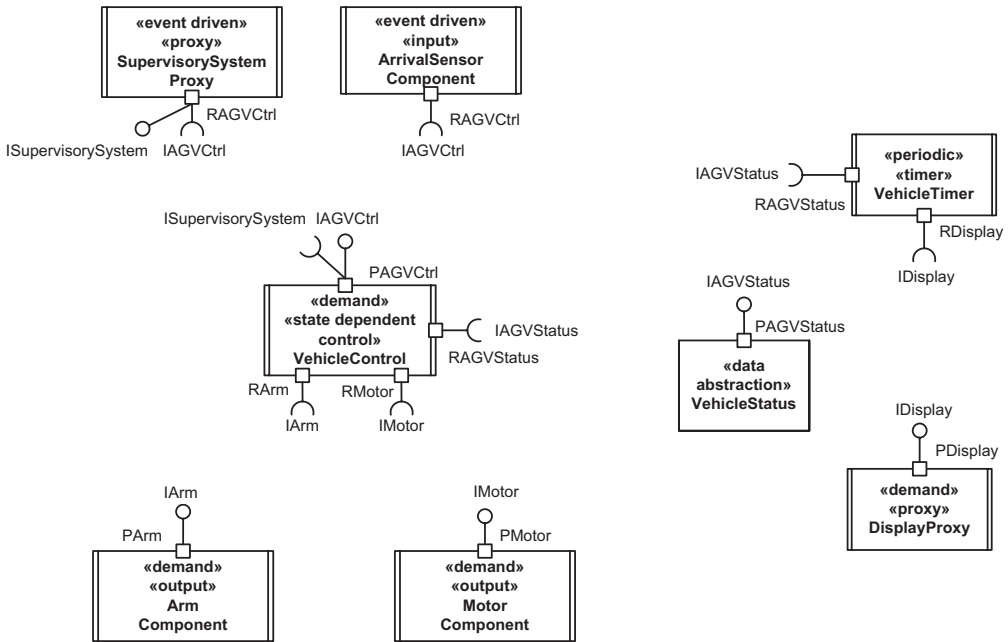 «event driven»
«proxy»
SupervisorySystem
Proxy
RAGVCtrl
ISupervisorySystem
IAGVCtrl
«event driven»
«input»
ArrivalSensor
Component
RAGVCtrl
IAGVCtrl
IAGVStatus
RAGVStatus
«periodic»
«timer»
VehicleTimer
RDisplay
IDisplay
ISupervisorySystem
IAGVCtrl
PAGVCtrl
«demand»
«state dependent
control»
VehicleControl
IAGVStatus
RAGVStatus
RArm
IArm
RMotor
IMotor
IAGVStatus
PAGVStatus
«data
abstraction»
VehicleStatus
IDisplay
PDisplay
«demand»
«proxy»
DisplayProxy
IArm
PArm
«demand»
«output»
Arm
Component
IMotor
PMotor
«demand»
«output»
Motor
Component